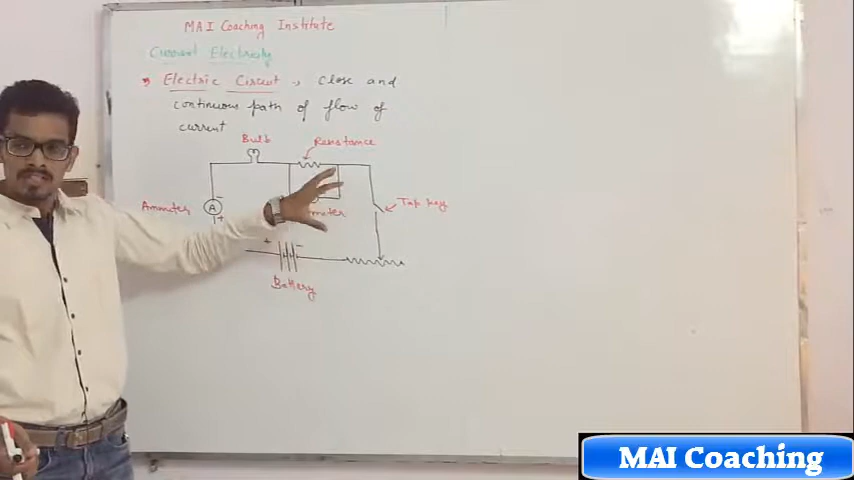 MAI Coaching Institute
Current Electricity
Electric Circuit, close and
continuous path of flow of
current
Bulb
Resistance
Ammeter
A
-
+
Tap key
+
-
Battery
MAI Coaching